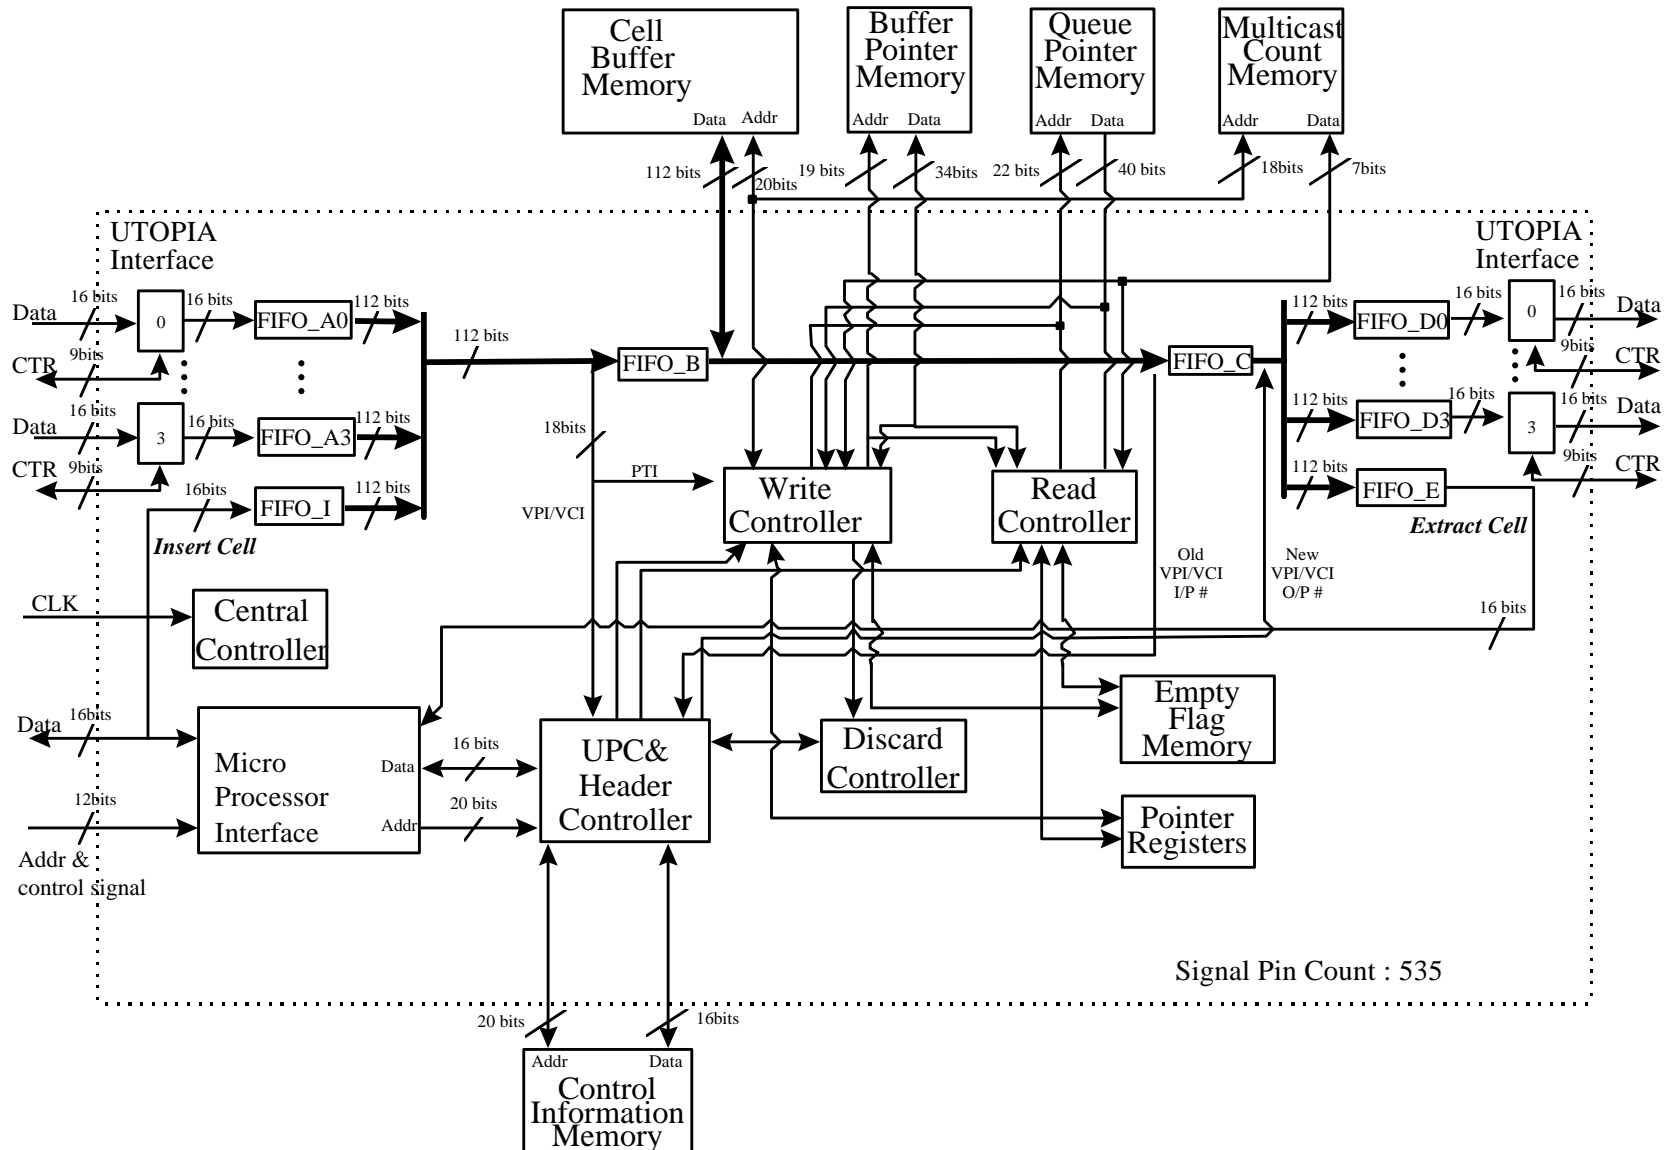 Cell
Buffer
Memory
Data Addr
Buffer
Pointer
Memory
Addr Data
Queue
Pointer
Memory
Addr Data
Multicast
Count
Memory
Addr Data
112 bits
20bits
19 bits
34bits
22 bits
40 bits
18bits
7bits
UTOPIA
Interface
UTOPIA
Interface
Data
16 bits
0
16 bits
FIFO_A0
112 bits
CTR
9bits
Data
16 bits
3
16 bits
FIFO_A3
112 bits
CTR
9bits
16bits
FIFO_I
112 bits
Insert Cell
112 bits
FIFO_B
FIFO_C
18bits
PTI
VPI/VCI
Write
Controller
Read
Controller
112 bits
FIFO_D0
16 bits
0
16 bits
Data
9bits
CTR
112 bits
FIFO_D3
16 bits
3
16 bits
Data
9bits
CTR
112 bits
FIFO_E
Extract Cell
Old
VPI/VCI
I/P #
New
VPI/VCI
O/P #
16 bits
CLK
Central
Controller
Data
16bits
12bits
Addr &
control signal
Micro
Processor
Interface
Data
Addr
16 bits
20 bits
UPC&
Header
Controller
Discard
Controller
Empty
Flag
Memory
Pointer
Registers
Signal Pin Count : 535
20 bits
16bits
Addr Data
Control
Information
Memory